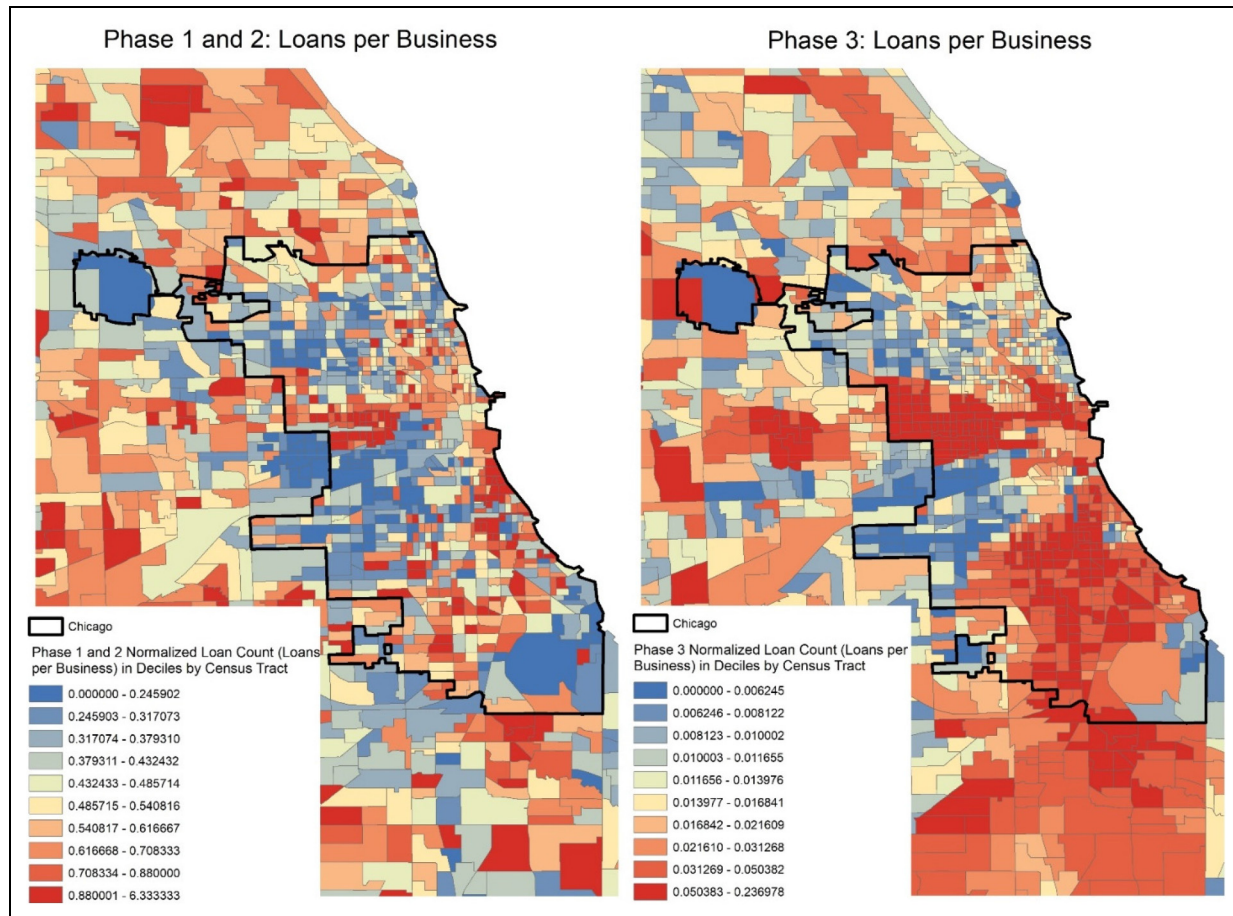 Phase 1 and 2: Loans per Business
Chicago
Phase 1 and 2 Normalized Loan Count (Loans
per Business) in Deciles by Census Tract
0.000000 - 0.245902
0.245903 - 0.317073
0.317074 - 0.379310
0.379311 - 0.432432
0.432433 - 0.485714
0.485715 - 0.540816
0.540817 - 0.616667
0.616668 - 0.708333
0.708334 - 0.880000
0.880001 - 6.333333
Phase 3: Loans per Business
Chicago
Phase 3 Normalized Loan Count (Loans per
Business) in Deciles by Census Tract
0.000000 - 0.006245
0.006246 - 0.008122
0.008123 - 0.010002
0.010003 - 0.011655
0.011656 - 0.013976
0.013977 - 0.016841
0.016842 - 0.021609
0.021610 - 0.031268
0.031269 - 0.050382
0.050383 - 0.236978